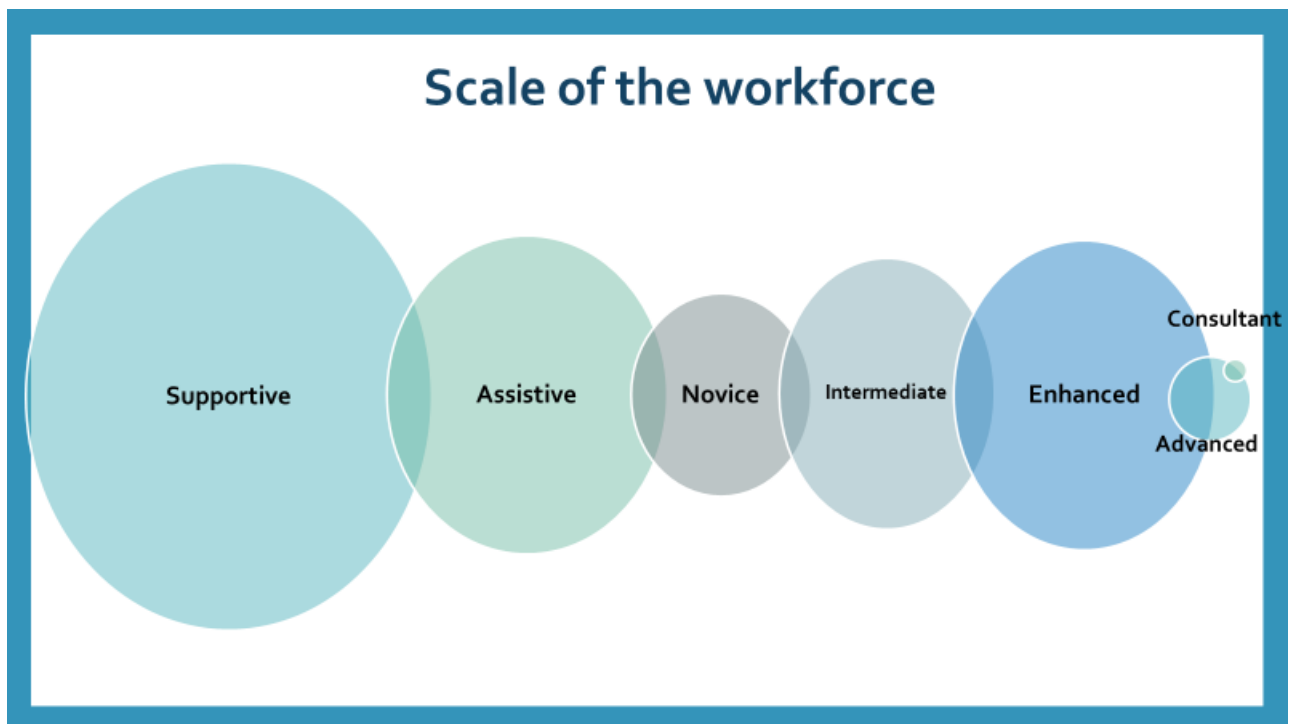 Scale of the workforce
Supportive
Assistive
Novice
Intermediate
Enhanced
Consultant
Advanced